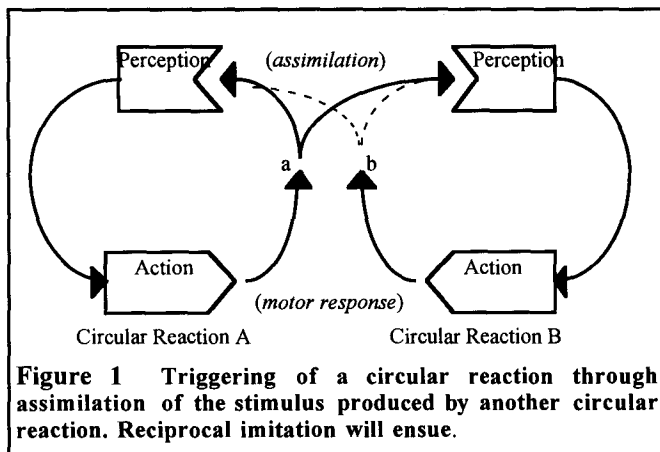 Perception
(assimilation)
Perception
a
b
Action
Action
(motor response)
Circular Reaction A
Circular Reaction B
Figure 1 Triggering of a circular reaction through
assimilation of the stimulus produced by another circular
reaction. Reciprocal imitation will ensue.